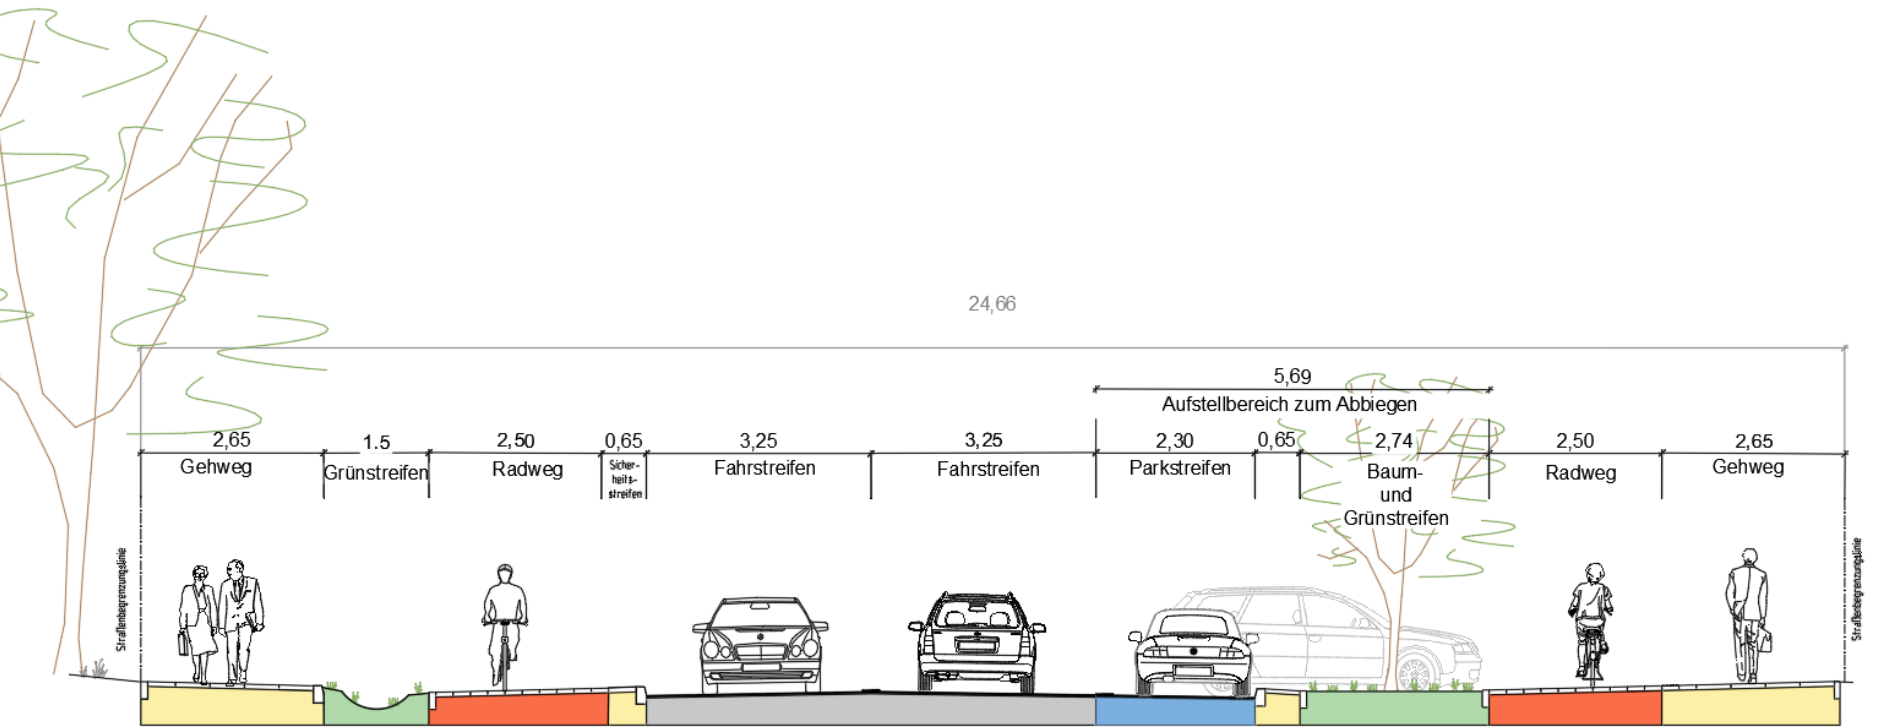 24,66
5,69
Aufstellbereich zum Abbiegen
2,65
1.5
2,50
0,65
3,25
3,25
2,30
0,65
2,74
2,50
2,65
Gehweg
Grünstreifen
Radweg
Sicher-
heits-
streifen
Fahrstreifen
Fahrstreifen
Parkstreifen
Baum-
und
Grünstreifen
Radweg
Gehweg
Straßenbegrenzungslinie
Straßenbegrenzungslinie